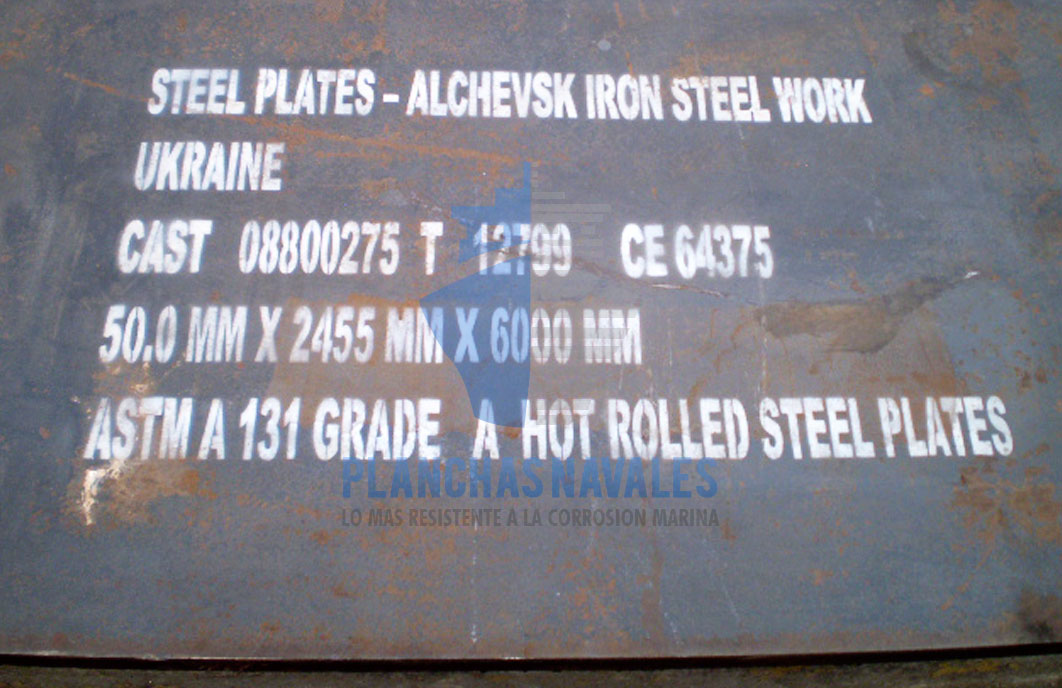 STEEL PLATES - ALCHEVSK IRON STEEL WORK
UKRAINE
CAST 08800275 T 12799 CE 64375
50.0 MM X 2455 MM X 6000 MM
ASTM A 131 GRADE A HOT ROLLED STEEL PLATES
PLANCHAS NAVALES
LO MAS RESISTENTE A LA CORROSION MARINA